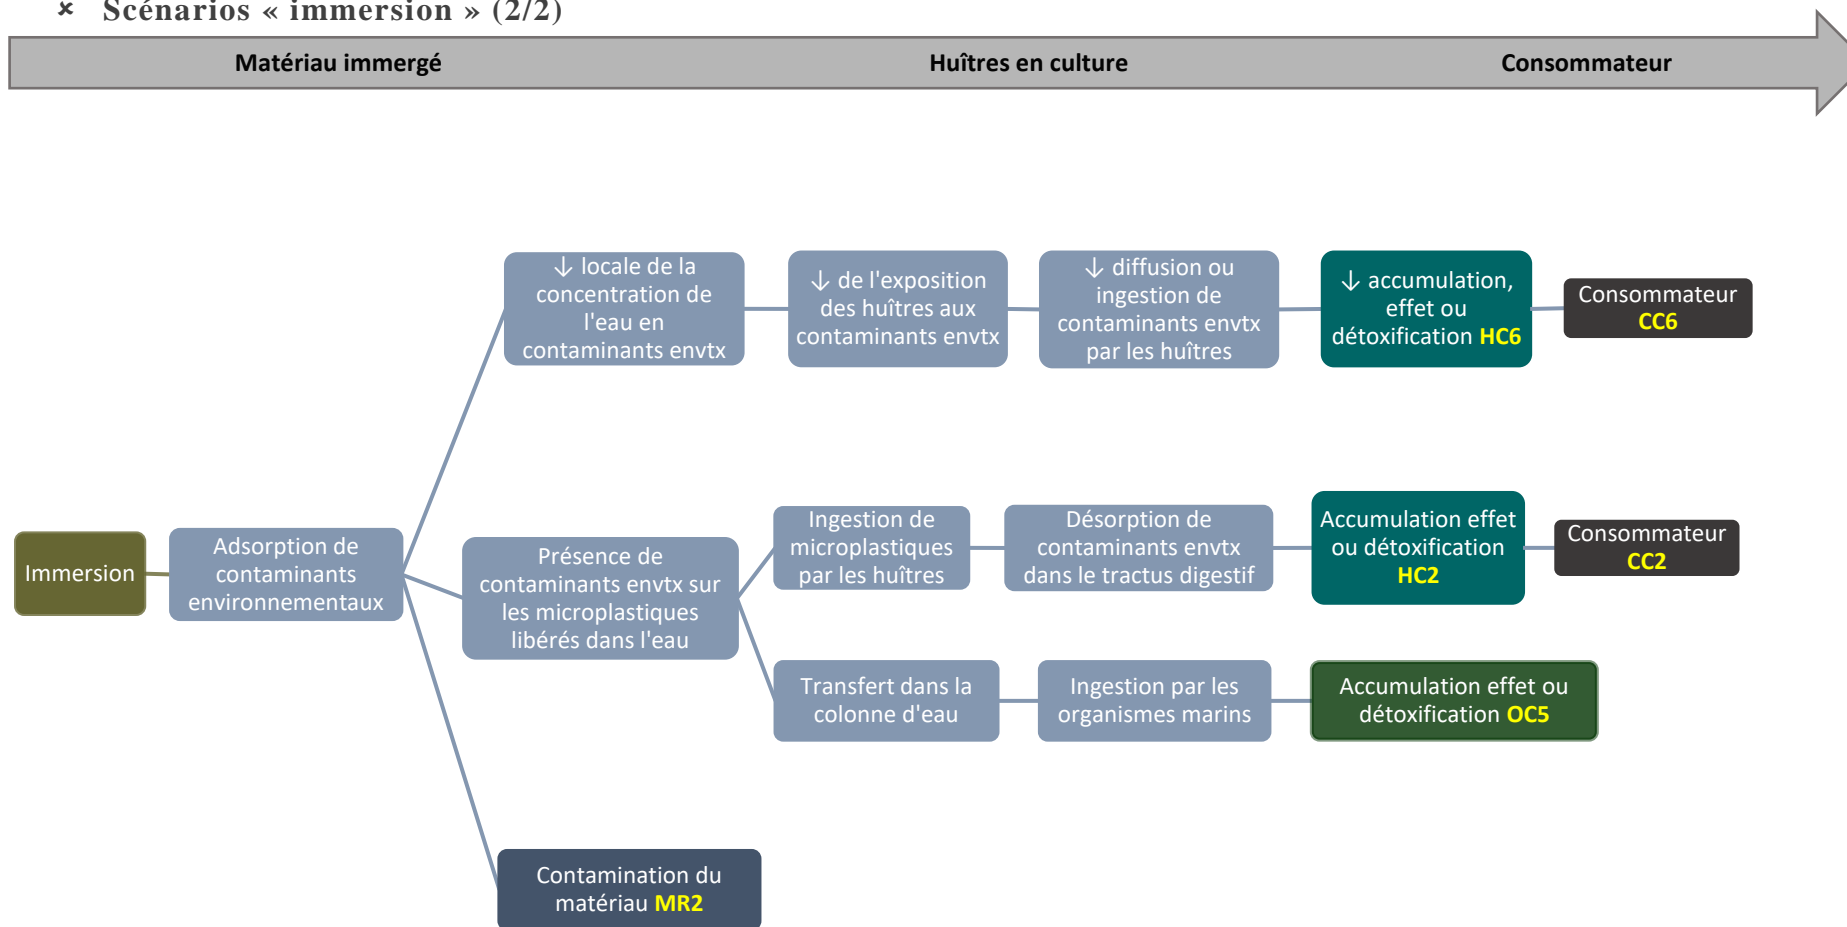 × Scénarios « immersion » (2/2)
Matériau immergé
Huîtres en culture
Consommateur
↓ locale de la
concentration de
l'eau en
contaminants envtx
↓ de l'exposition
des huîtres aux
contaminants envtx
↓ diffusion ou
ingestion de
contaminants envtx
par les huîtres
↓ accumulation,
effet ou
détoxification HC6
Consommateur
CC6
Immersion
Adsorption de
contaminants
environnementaux
Présence de
contaminants envtx sur
les microplastiques
libérés dans l'eau
Ingestion de
microplastiques
par les huîtres
Désorption de
contaminants envtx
dans le tractus digestif
Accumulation effet
ou détoxification
HC2
Consommateur
CC2
Transfert dans la
colonne d'eau
Ingestion par les
organismes marins
Accumulation effet ou
détoxification OC5
Contamination du
matériau MR2